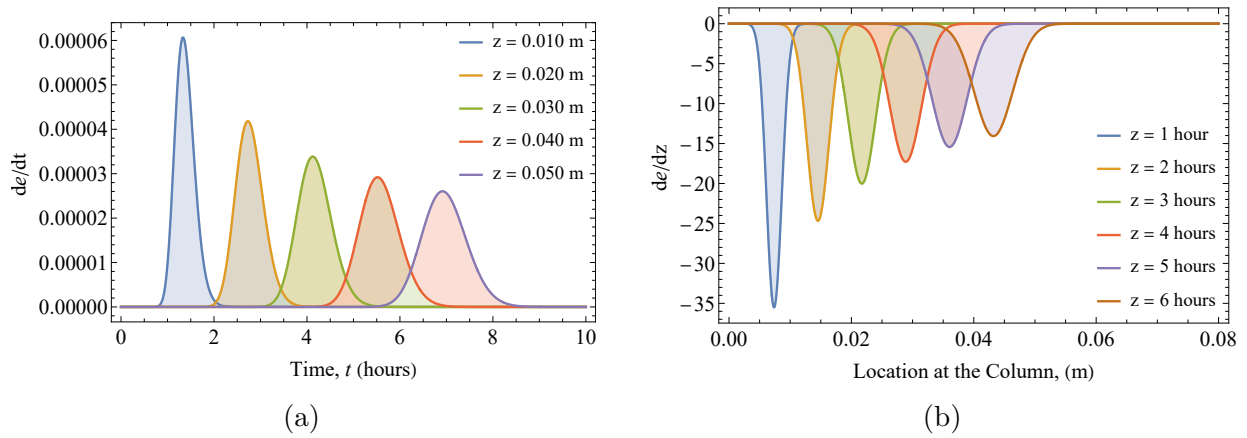 de/dt
0.00006
0.00005
0.00004
0.00003
0.00002
0.00001
0.00000
z = 0.010 m
z = 0.020 m
z = 0.030 m
z = 0.040 m
z = 0.050 m
0 2 4 6 8 10
Time, t (hours)
(a)
de/dz
0
−5
−10
−15
−20
−25
−30
−35
z = 1 hour
z = 2 hours
z = 3 hours
z = 4 hours
z = 5 hours
z = 6 hours
0.00 0.02 0.04 0.06 0.08
Location at the Column, (m)
(b)